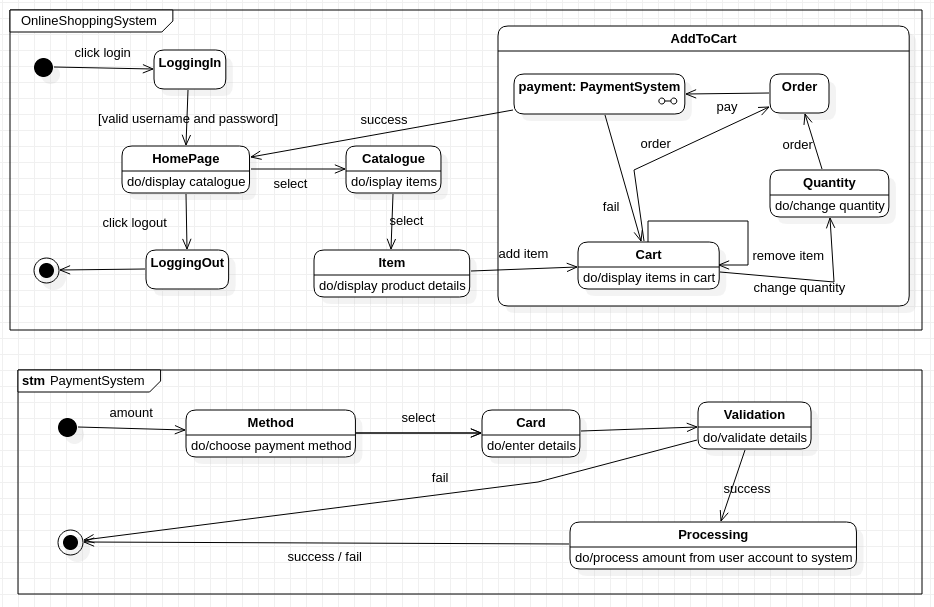 OnlineShoppingSystem
click login
LoggingIn
[valid username and password]
HomePage
do/display catalogue
select
Catalogue
do/isplay items
click logout
LoggingOut
select
Item
do/display product details
success
add item
AddToCart
payment: PaymentSystem
pay
Order
order
order
Quantity
do/change quantity
fail
Cart
do/display items in cart
remove item
change quantity
stm PaymentSystem
amount
Method
do/choose payment method
select
Card
do/enter details
Validation
do/validate details
fail
success
Processing
do/process amount from user account to system
success / fail